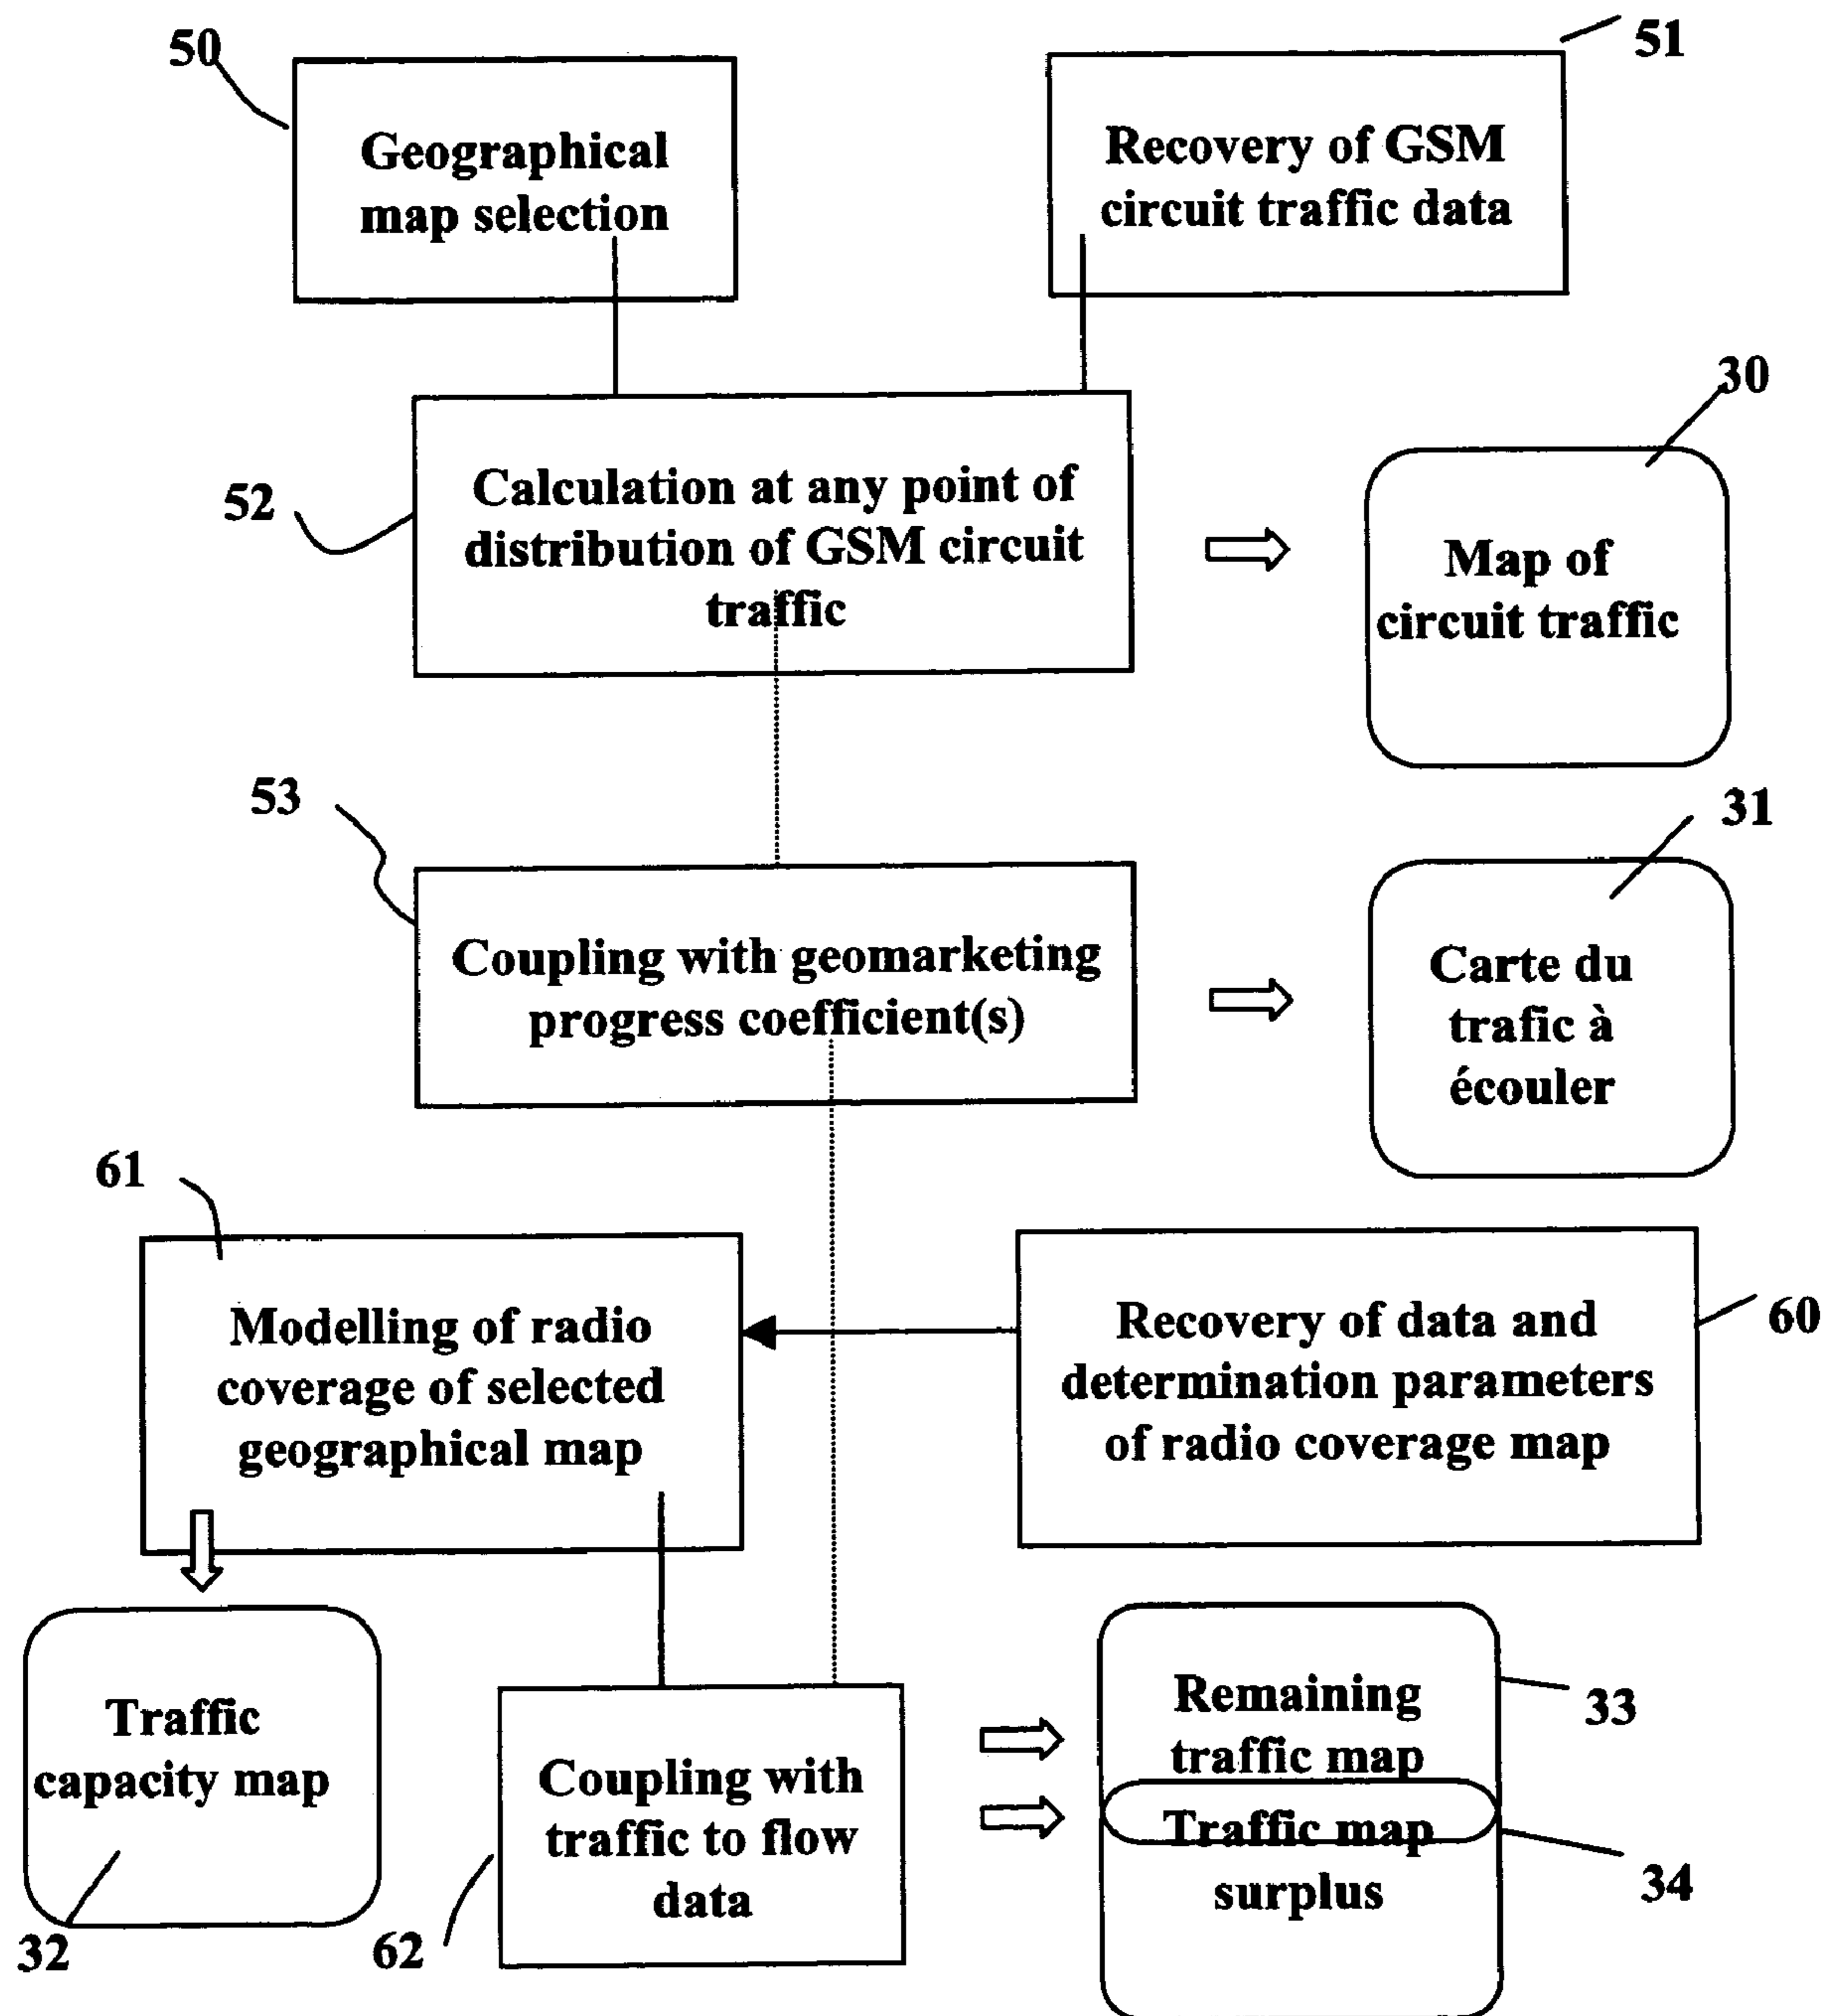 50
51
Geographical
map selection
Recovery of GSM
circuit traffic data
30
52
Calculation at any point of
distribution of GSM circuit
traffic
Map of
circuit traffic
53
31
Coupling with geomarketing
progress coefficient(s)
Carte du
trafic à
écouler
61
60
Modelling of radio
coverage of selected
geographical map
Recovery of data and
determination parameters
of radio coverage map
Traffic
capacity map
32
62
Coupling with
traffic to flow
data
Remaining
traffic map
33
Traffic map
surplus
34